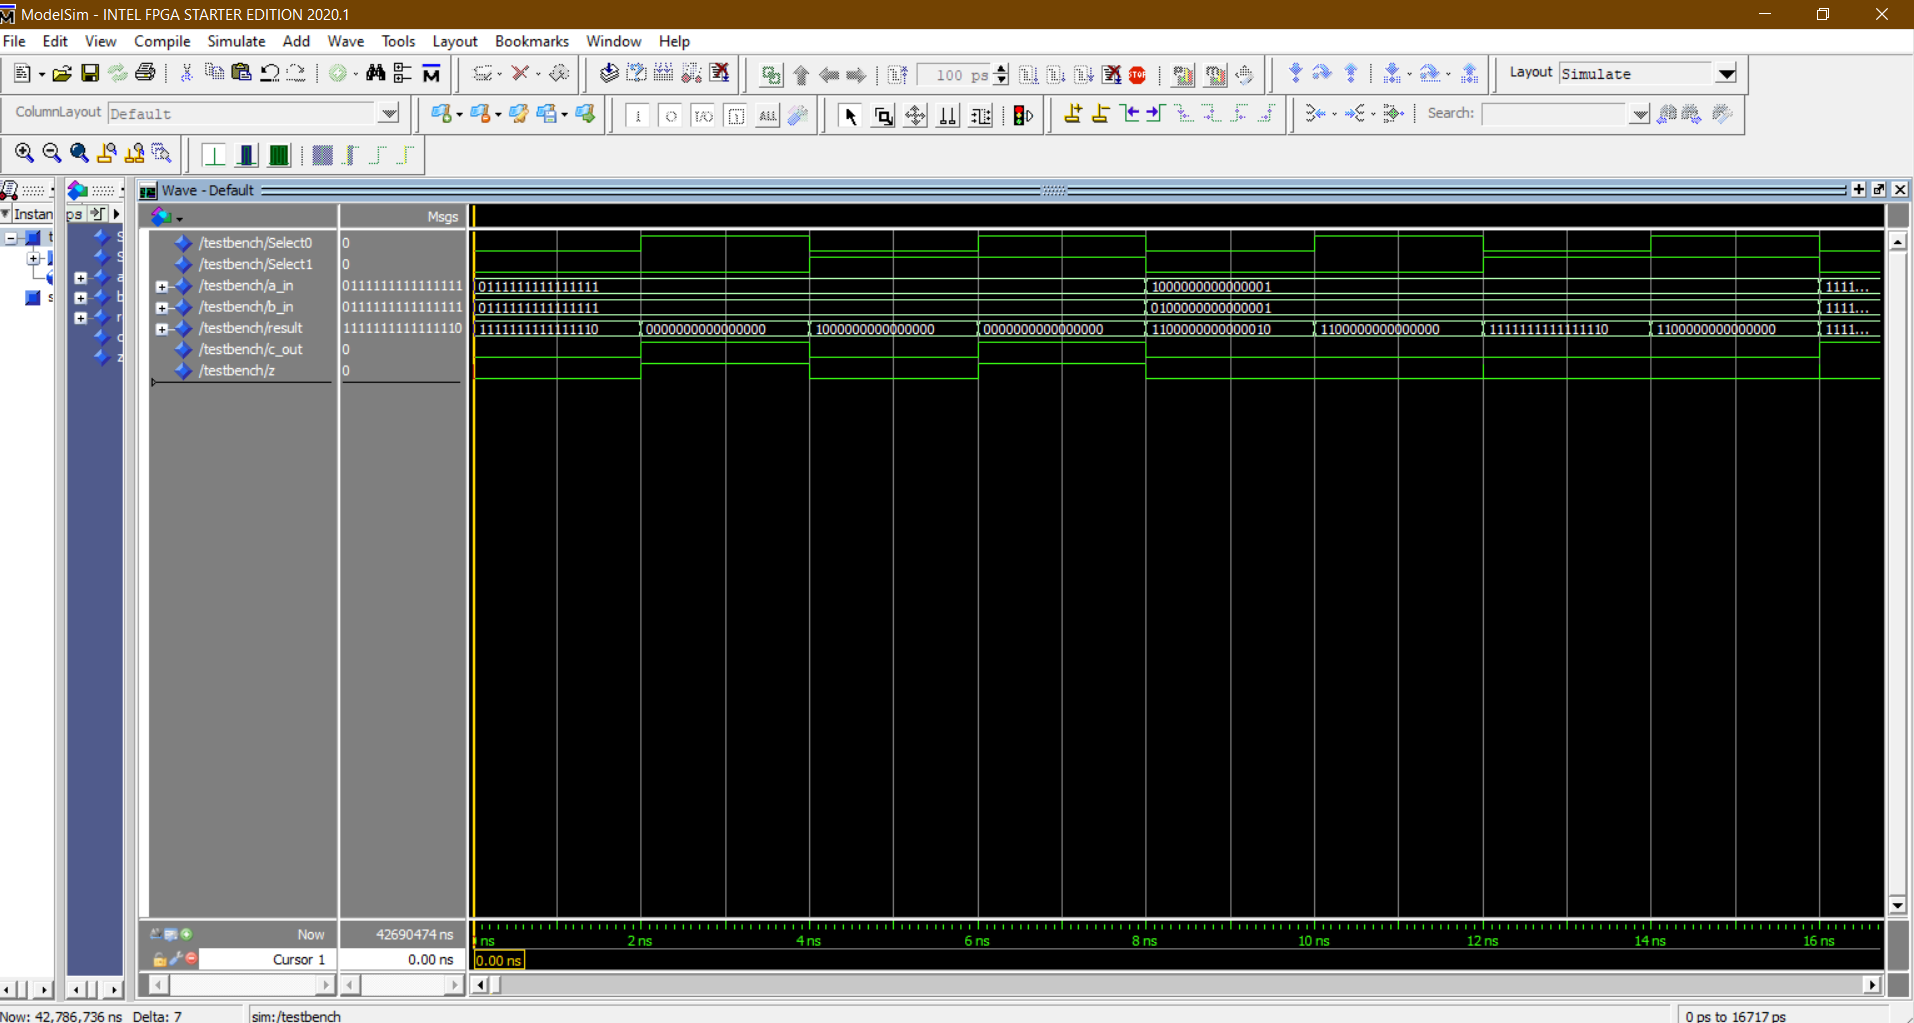 ModelSim - INTEL FPGA STARTER EDITION 2020.1
File Edit View Compile Simulate Add Wave Tools Layout Bookmarks Window Help
100 ps
STOP
Layout Simulate
ColumnLayout Default
ALL
Search:
Wave - Default
Instan
ps
Msgs
/testbench/Select0 0
/testbench/Select1 0
/testbench/a_in 0111111111111111 0111111111111111 1000000000000001 1111...
/testbench/b_in 0111111111111111 0111111111111111 0100000000000001 1111...
/testbench/result 1111111111111110 1111111111111110 0000000000000000 1000000000000000 0000000000000000 1100000000000010 1100000000000000 1111111111111110 1100000000000000 1111...
/testbench/c_out 0
/testbench/z 0
Now 42690474 ns ns 2 ns 4 ns 6 ns 8 ns 10 ns 12 ns 14 ns 16 ns
Cursor 1 0.00 ns 0.00 ns
Now: 42,786,736 ns Delta: 7 sim:/testbench 0 ps to 16717 ps